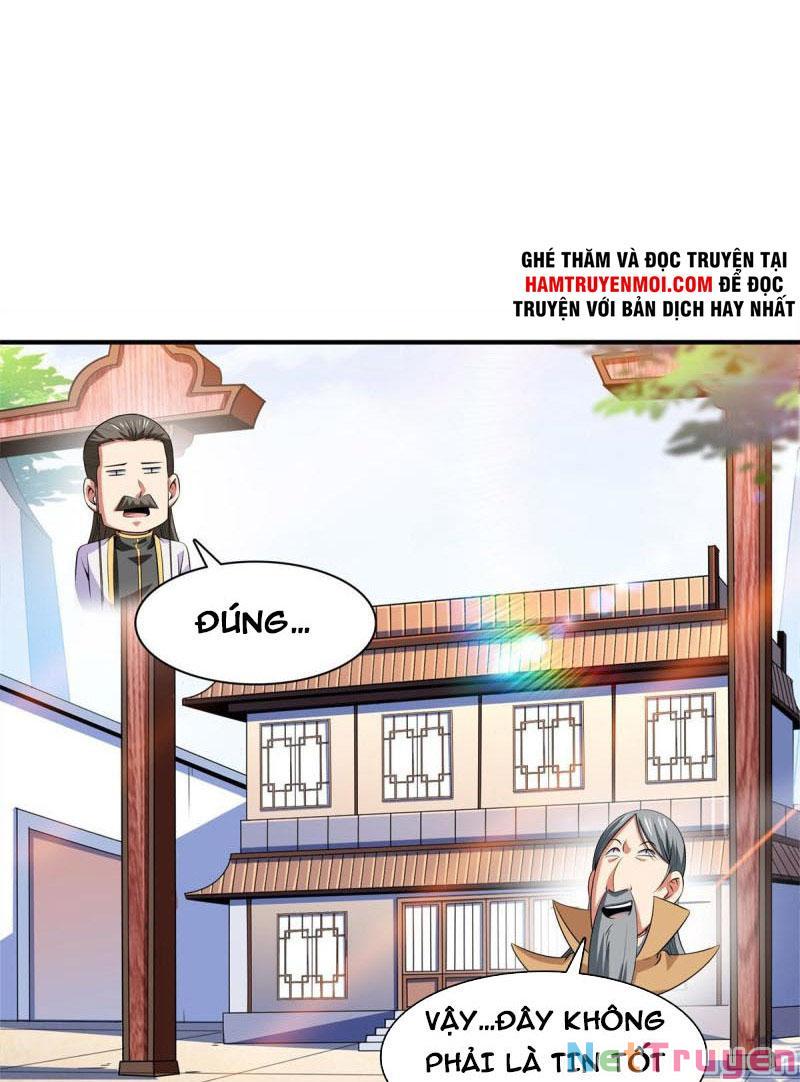 GHÉ THĂM VÀ ĐỌC TRUYỆN TẠI
HAMTRUYENMOI.COM ĐỂ ĐỌC
TRUYỆN VỚI BẢN DỊCH HAY NHẤT
ĐÚNG...
VẬY...ĐÂY KHÔNG
PHẢI LÀ TIN TỐT
NetTruyen